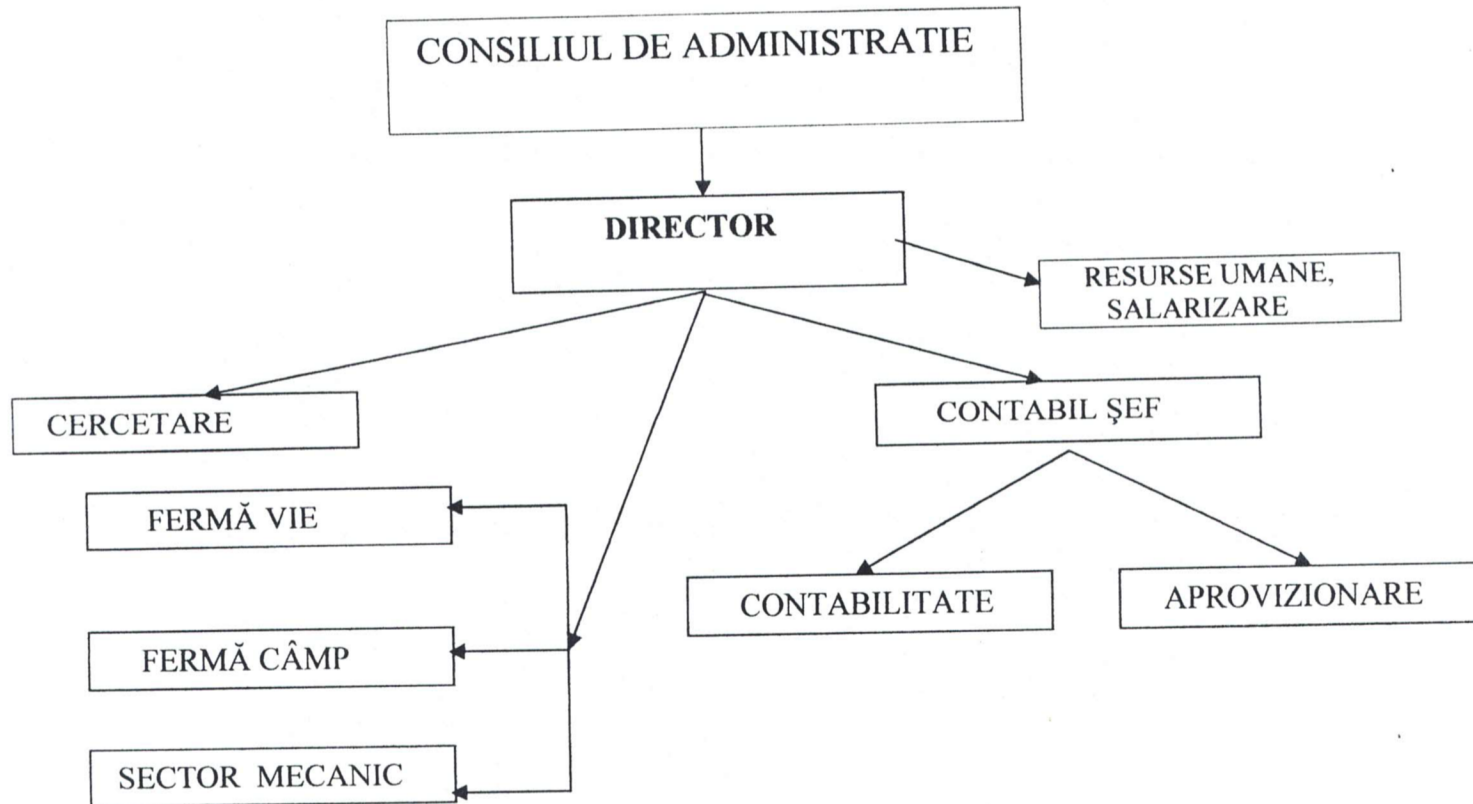 CONSILIUL DE ADMINISTRATIE
DIRECTOR
RESURSE UMANE,
SALARIZARE
CERCETARE
CONTABIL ŞEF
FERMĂ VIE
CONTABILITATE
APROVIZIONARE
FERMĂ CÂMP
SECTOR MECANIC